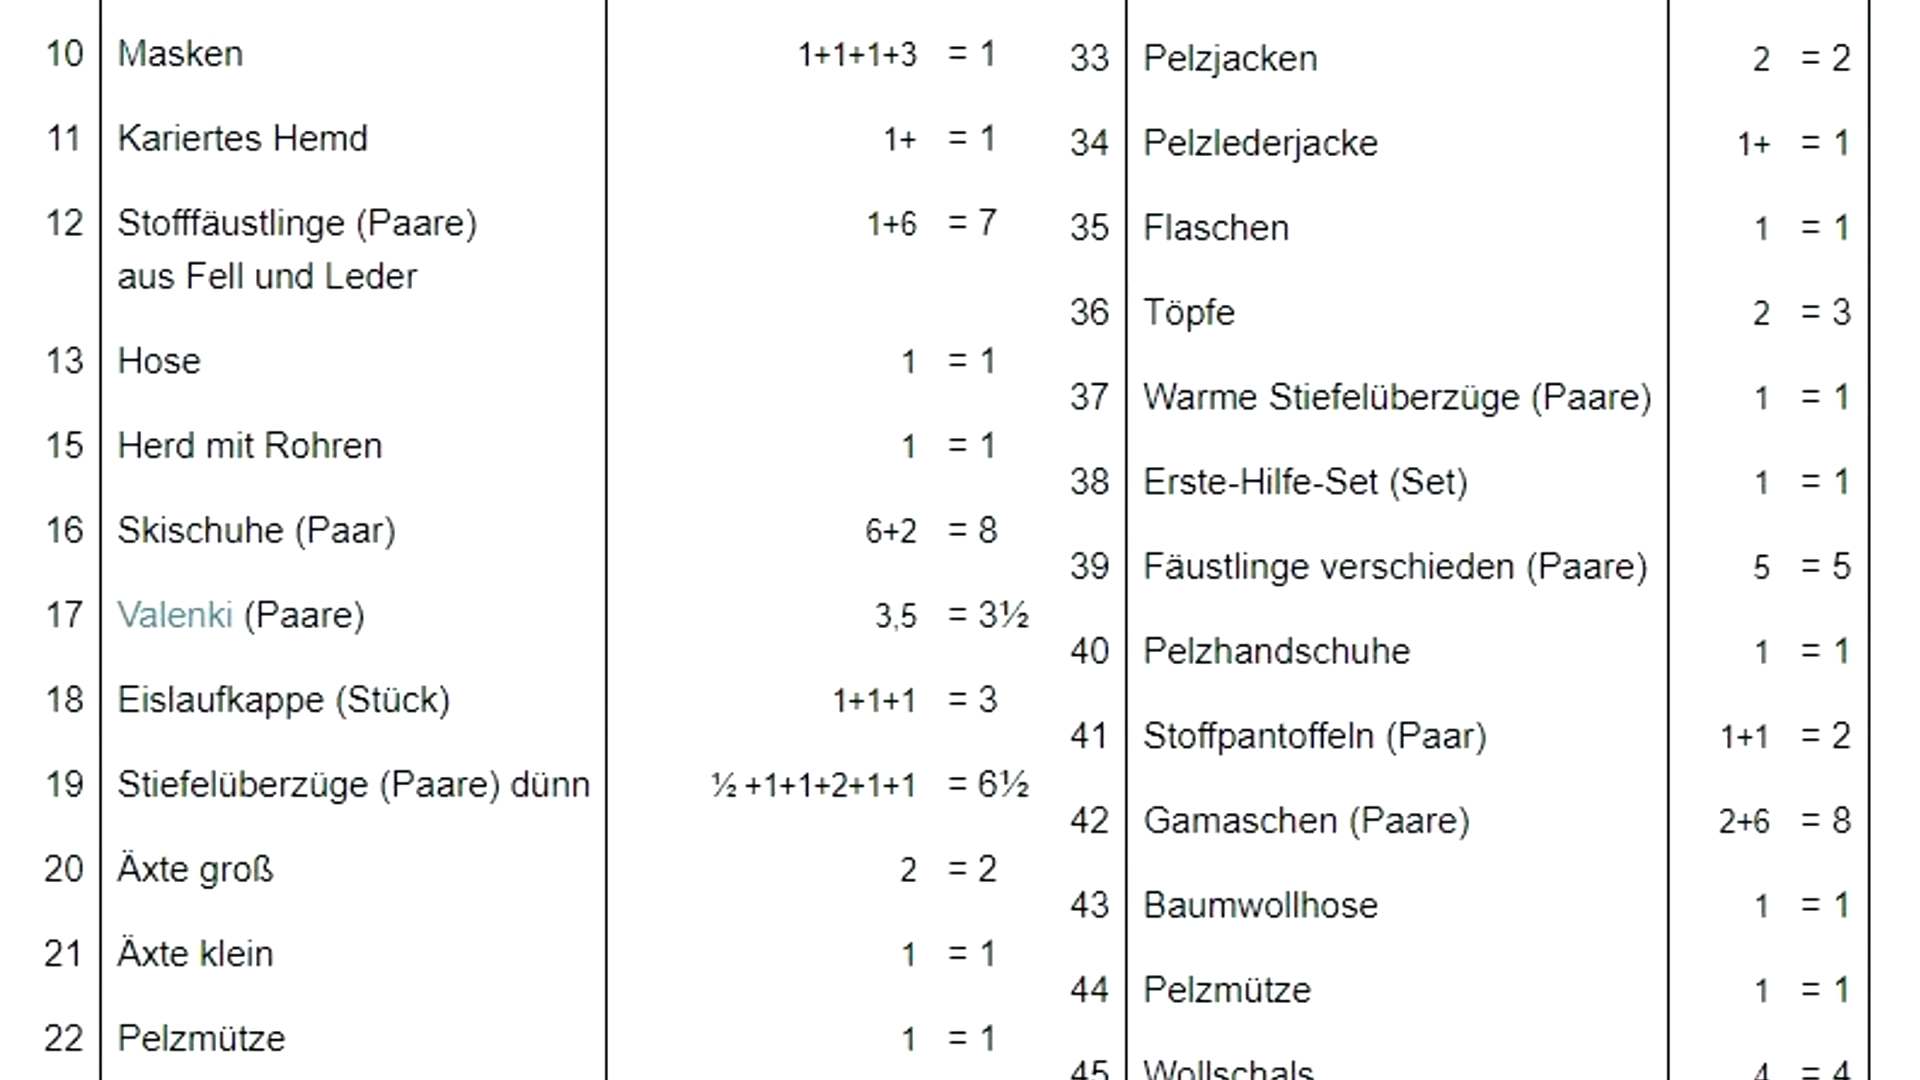 10 Masken 1+1+1+3 = 1
11 Kariertes Hemd 1+ = 1
12 Stofffäustlinge (Paare) 1+6 = 7
aus Fell und Leder
13 Hose 1 = 1
15 Herd mit Rohren 1 = 1
16 Skischuhe (Paar) 6+2 = 8
17 Valenki (Paare) 3,5 = 3½
18 Eislaufkappe (Stück) 1+1+1 = 3
19 Stiefelüberzüge (Paare) dünn ½ +1+1+2+1+1 = 6½
20 Äxte groß 2 = 2
21 Äxte klein 1 = 1
22 Pelzmütze 1 = 1
33 Pelzjacken 2 = 2
34 Pelzlederjacke 1+ = 1
35 Flaschen 1 = 1
36 Töpfe 2 = 3
37 Warme Stiefelüberzüge (Paare) 1 = 1
38 Erste-Hilfe-Set (Set) 1 = 1
39 Fäustlinge verschieden (Paare) 5 = 5
40 Pelzhandschuhe 1 = 1
41 Stoffpantoffeln (Paar) 1+1 = 2
42 Gamaschen (Paare) 2+6 = 8
43 Baumwollhose 1 = 1
44 Pelzmütze 1 = 1
45 Wollschals 4 = 4